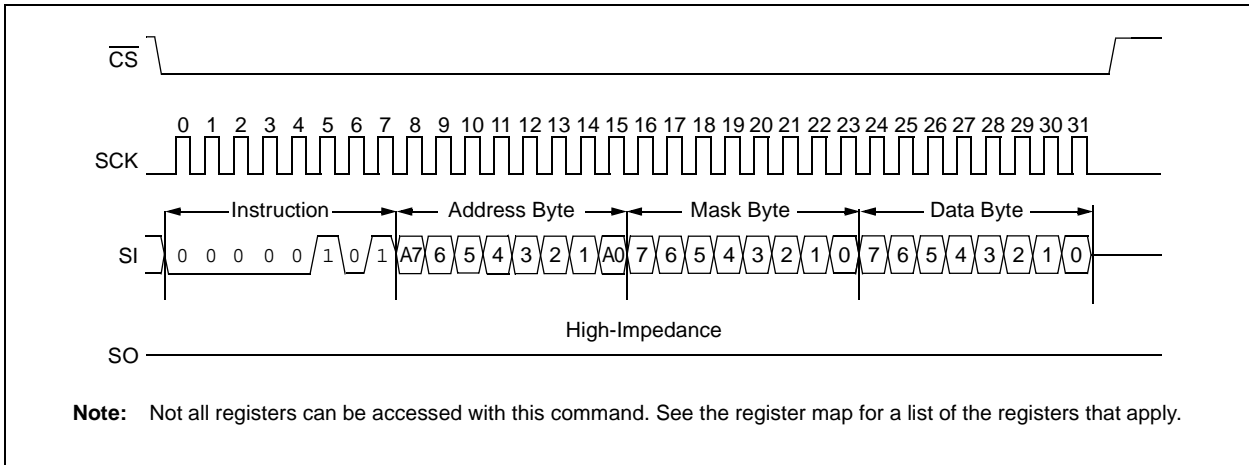 CS
0 1 2 3 4 5 6 7 8 9 10 11 12 13 14 15 16 17 18 19 20 21 22 23 24 25 26 27 28 29 30 31
SCK
Instruction Address Byte Mask Byte Data Byte
SI 0 0 0 0 0 1 0 1 A7 6 5 4 3 2 1 A0 7 6 5 4 3 2 1 0 7 6 5 4 3 2 1 0
High-Impedance
SO
Note: Not all registers can be accessed with this command. See the register map for a list of the registers that apply.